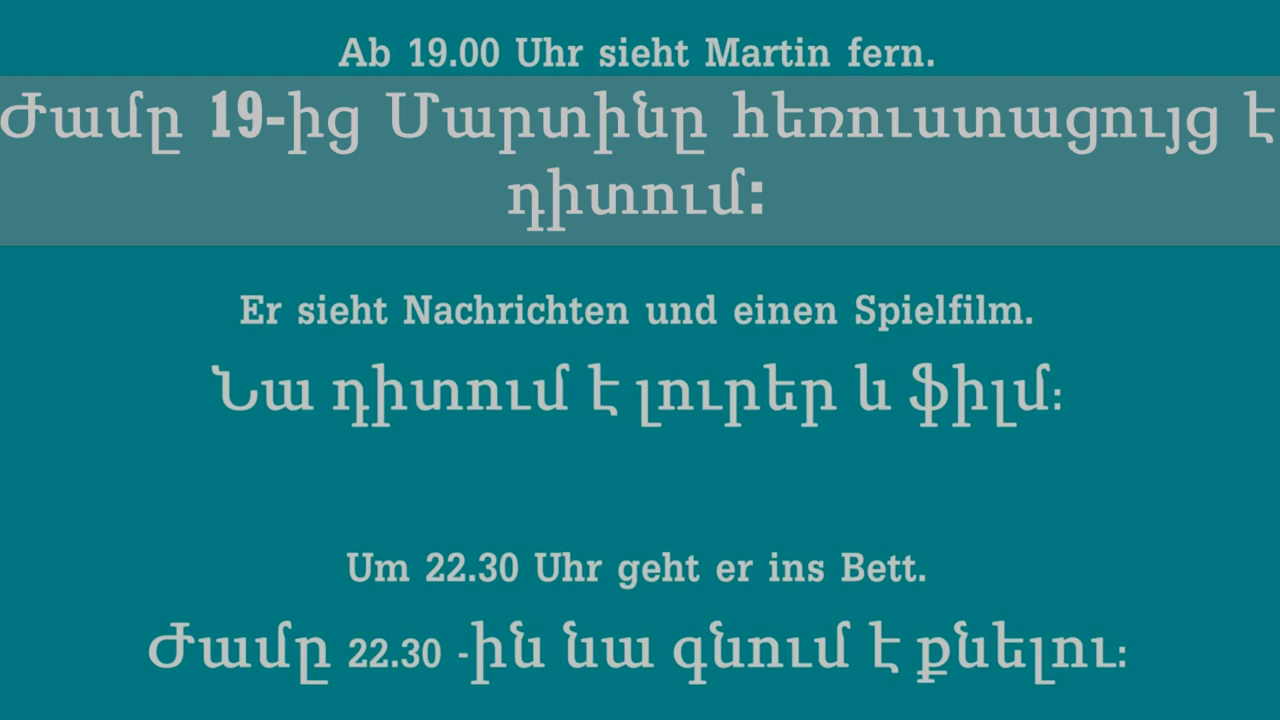 Ab 19.00 Uhr sieht Martin fern.
Ժամը 19-ից Մարտինը հեռուստացույց է
դիտում:
Er sieht Nachrichten und einen Spielfilm.
Նա դիտում է լուրեր և ֆիլմ:
Um 22.30 Uhr geht er ins Bett.
Ժամը 22.30 -ին նա գնում է քնելու: